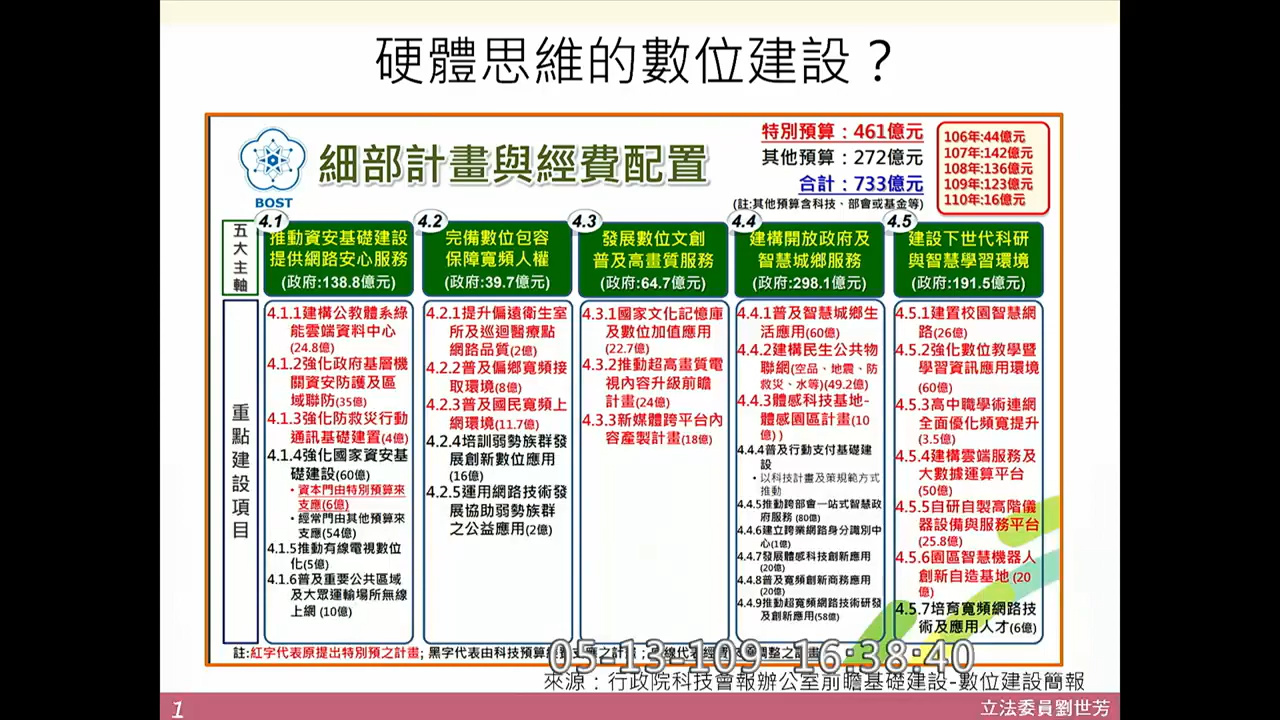 硬體思維的數位建設？
BOST
細部計畫與經費配置
特別預算：461億元
其他預算：272億元
合計：733億元
(註:其他預算含科技、部會或基金等)
106年:44億元
107年:142億元
108年:136億元
109年:123億元
110年:16億元
五大主軸
4.1
推動資安基礎建設
提供網路安心服務
(政府:138.8億元)
4.2
完備數位包容
保障寬頻人權
(政府:39.7億元)
4.3
發展數位文創
普及高畫質服務
(政府:64.7億元)
4.4
建構開放政府及
智慧城鄉服務
(政府:298.1億元)
4.5
建設下世代科研
與智慧學習環境
(政府:191.5億元)
重點建設項目
4.1.1建構公教體系綠
能雲端資料中心
(24.8億)
4.1.2強化政府基層機
關資安防護及區
域聯防(35億)
4.1.3強化防救災行動
通訊基礎建置(4億)
4.1.4強化國家資安基
礎建設(60億)
•資本門由特別預算來
支應(6億)
•經常門由其他預算來
支應(54億)
4.1.5推動有線電視數位
化(5億)
4.1.6普及重要公共區域
及大眾運輸場所無線
上網 (10億)
4.2.1提升偏遠衛生室
所及巡迴醫療點
網路品質(2億)
4.2.2普及偏鄉寬頻接
取環境(8億)
4.2.3普及國民寬頻上
網環境(11.7億)
4.2.4培訓弱勢族群發
展創新數位應用
(16億)
4.2.5運用網路技術發
展協助弱勢族群
之公益應用(2億)
4.3.1國家文化記憶庫
及數位加值應用
(22.7億)
4.3.2推動超高畫質電
視內容升級前瞻
計畫(24億)
4.3.3新媒體跨平台內
容產製計畫(18億)
4.4.1普及智慧城鄉生
活應用(60億)
4.4.2建構民生公共物
聯網(空品、地震、防
救災、水等)(49.2億)
4.4.3體感科技基地-
體感園區計畫(10
億) )
4.4.4普及行動支付基礎建
設
•以科技計畫及策規範方式
推動
4.4.5推動跨部會一站式智慧政
府服務 (80億)
4.4.6建立跨業網路身分識別中
心(1億)
4.4.7發展體感科技創新應用
(20億)
4.4.8普及寬頻創新商務應用
(20億)
4.4.9推動超寬頻網路技術研發
及創新應用(58億)
4.5.1建置校園智慧網
路(26億)
4.5.2強化數位教學暨
學習資訊應用環境
(60億)
4.5.3高中職學術連網
全面優化頻寬提升
(3.5億)
4.5.4建構雲端服務及
大數據運算平台
(50億)
4.5.5自研自製高階儀
器設備與服務平台
(25.8億)
4.5.6園區智慧機器人
創新自造基地 (20
億)
4.5.7培育寬頻網路技
術及應用人才(6億)
註:紅字代表原提出特別預之計畫; 黑字代表由科技預算
05-13-109 16:38:40
來源：行政院科技會報辦公室前瞻基礎建設-數位建設簡報
1
立法委員劉世芳